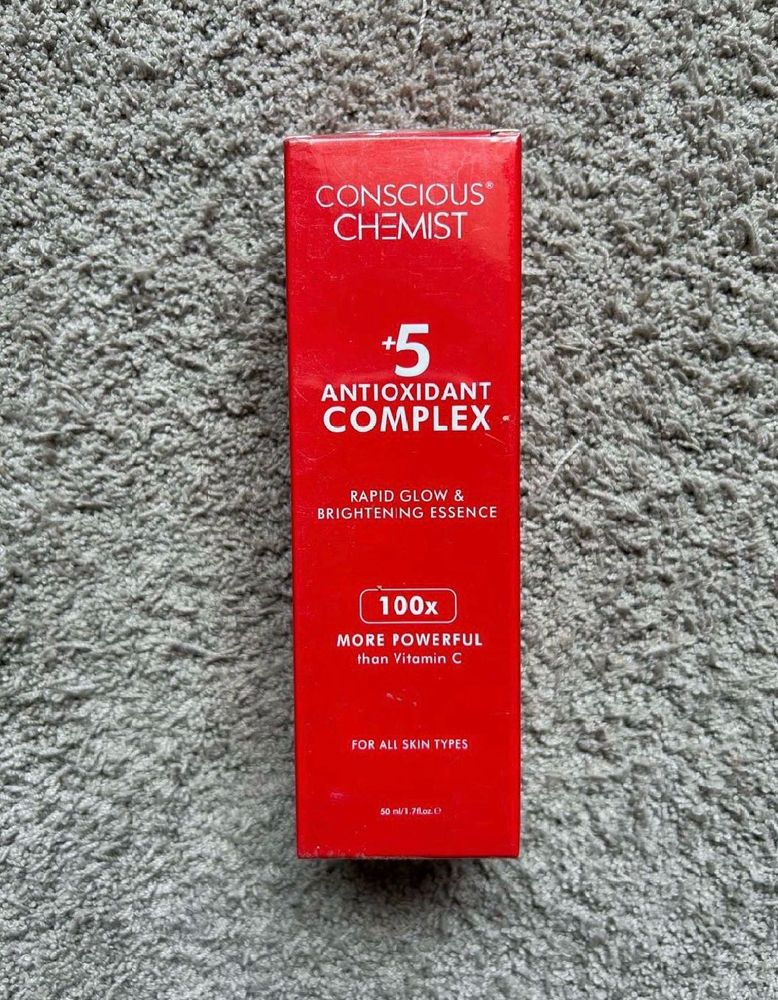 CONSCIOUS®
CHEMIST
+5
ANTIOXIDANT
COMPLEX
RAPID GLOW &
BRIGHTENING ESSENCE
100x
MORE POWERFUL
than Vitamin C
FOR ALL SKIN TYPES
50 ml/1.7fl.oz. ℮